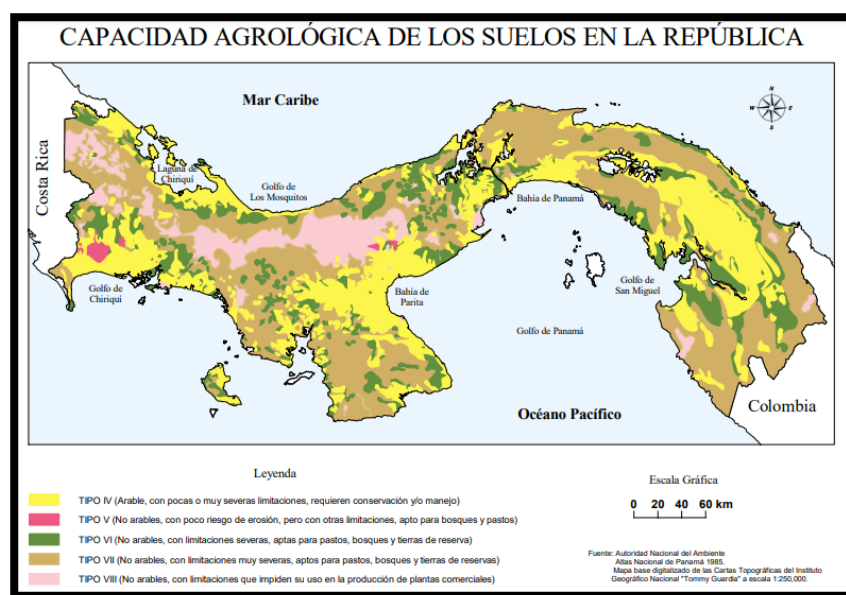 CAPACIDAD AGROLÓGICA DE LOS SUELOS EN LA REPÚBLICA
Mar Caribe
N
W
E
S
Costa Rica
Laguna de
Chiriquí
Golfo de
Los Mosquitos
Bahía de Panamá
Golfo de
Chiriquí
Bahía de
Parita
Golfo de
San Miguel
Golfo de Panamá
Océano Pacífico
Colombia
Leyenda
TIPO IV (Arable, con pocas o muy severas limitaciones, requieren conservación y/o manejo)
TIPO V (No arables, con poco riesgo de erosión, pero con otras limitaciones, apto para bosques y pastos)
TIPO VI (No arables, con limitaciones severas, aptas para pastos, bosques y tierras de reserva)
TIPO VII (No arables, con limitaciones muy severas, aptos para pastos, bosques y tierras de reservas)
TIPO VIII (No arables, con limitaciones que impiden su uso en la producción de plantas comerciales)
Escala Gráfica
0 20 40 60 km
Fuente: Autoridad Nacional del Ambiente
Atlas Nacional de Panamá 1985.
Mapa base digitalizado de las Cartas Topográficas del Instituto
Geográfico Nacional "Tommy Guardia" a escala 1:250,000.